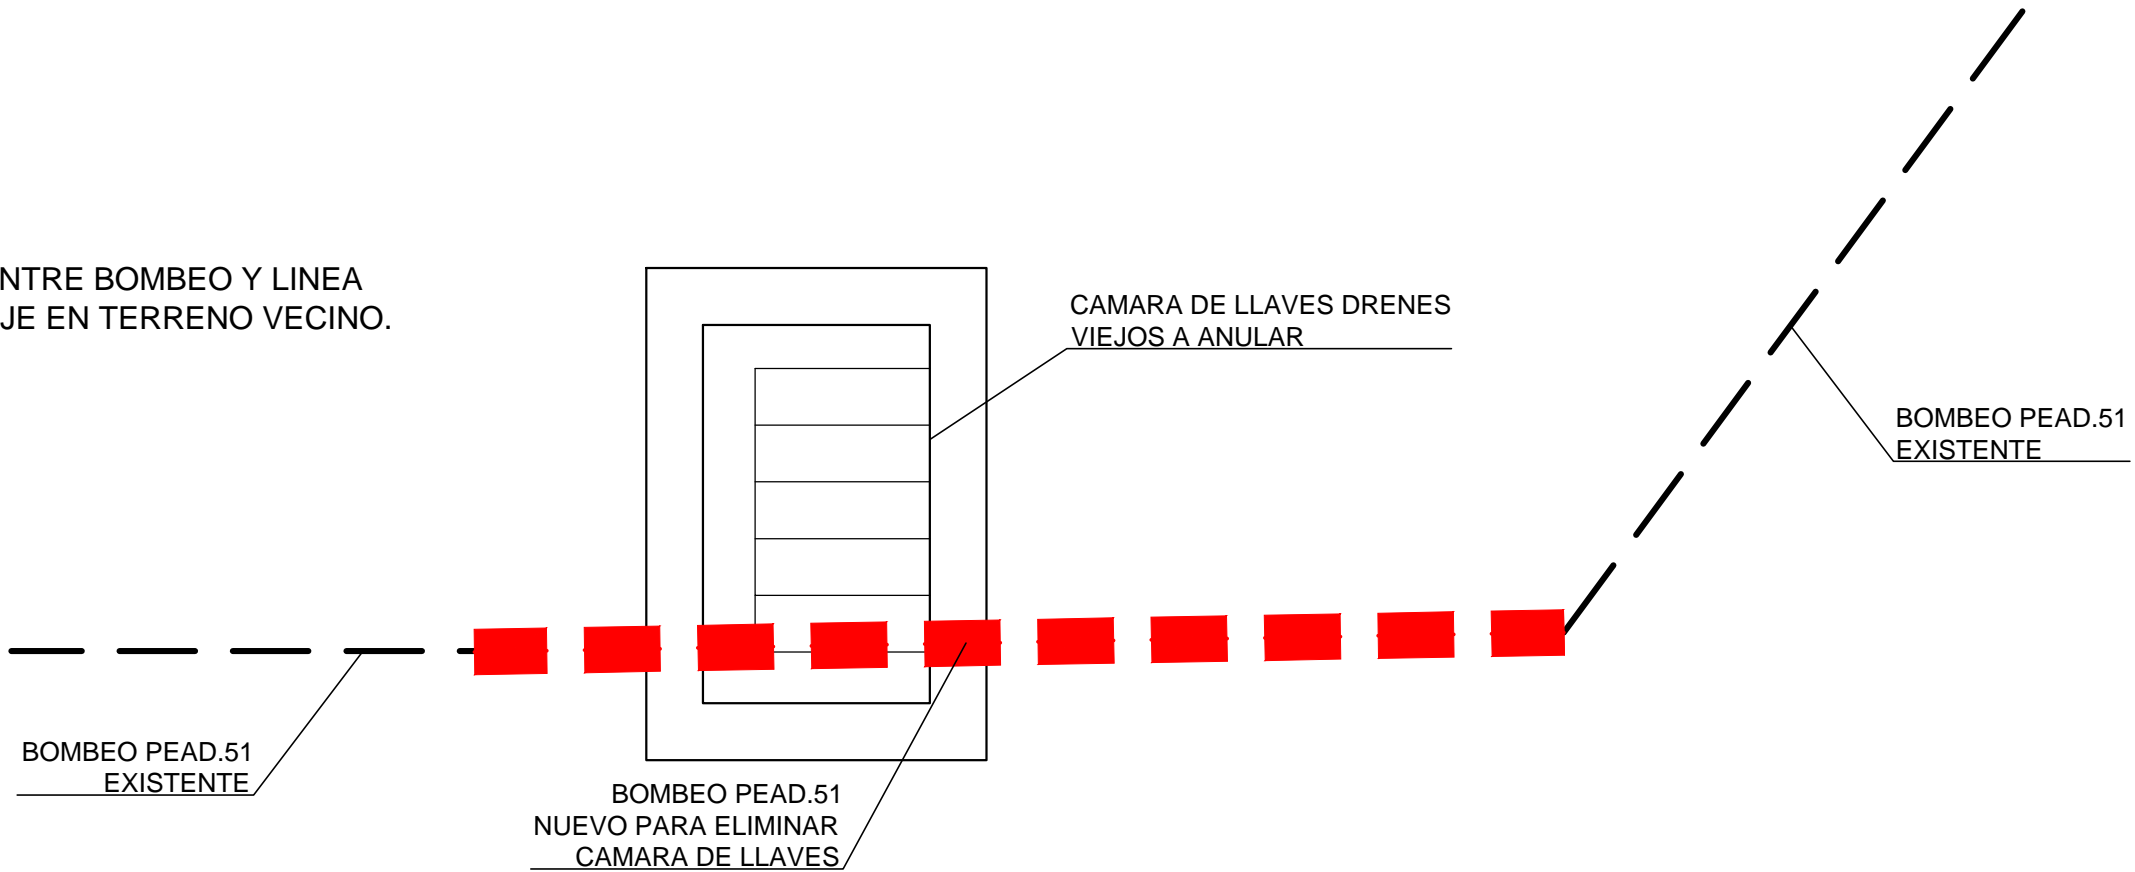 NTRE BOMBEO Y LINEA
JE EN TERRENO VECINO.
CAMARA DE LLAVES DRENES
VIEJOS A ANULAR
BOMBEO PEAD.51
EXISTENTE
BOMBEO PEAD.51
EXISTENTE
BOMBEO PEAD.51
NUEVO PARA ELIMINAR
CAMARA DE LLAVES